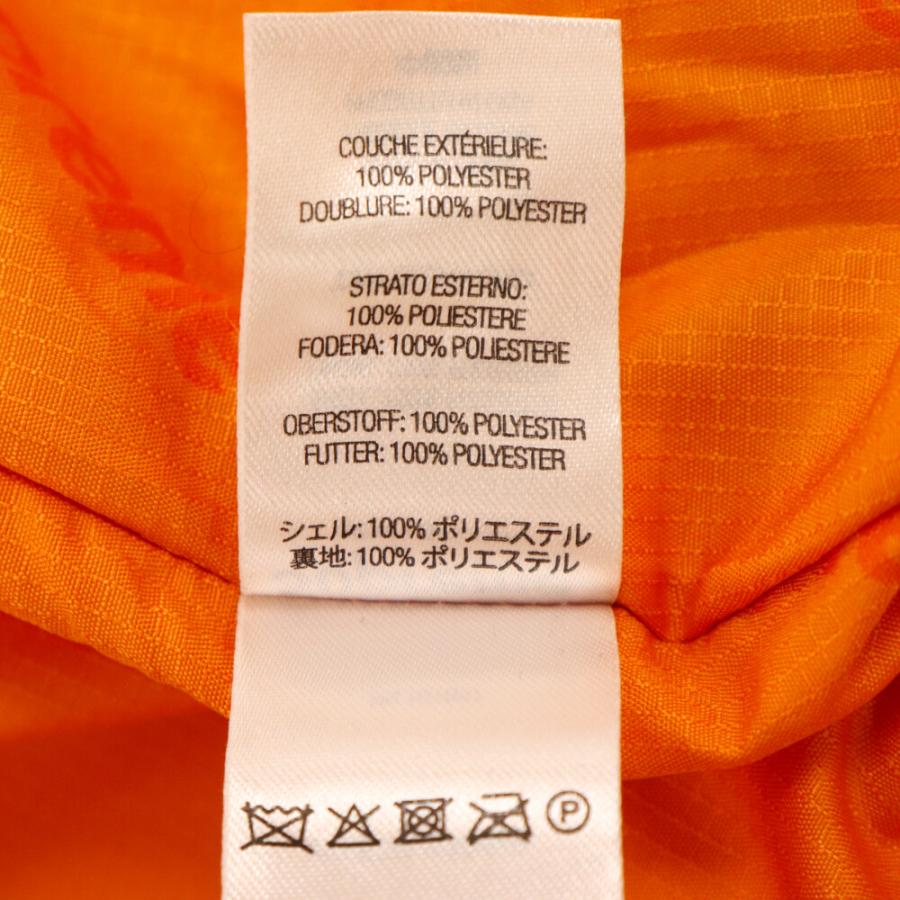 COUCHE EXTÉRIEURE:
100% POLYESTER
DOUBLURE: 100% POLYESTER
STRATO ESTERNO:
100% POLIESTERE
FODERA: 100% POLIESTERE
OBERSTOFF: 100% POLYESTER
FUTTER: 100% POLYESTER
シェル: 100% ポリエステル
裏地: 100% ポリエステル
P